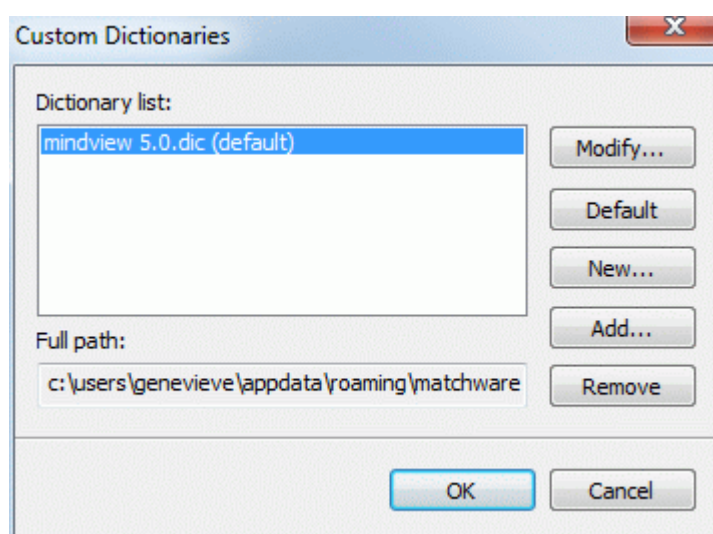 Custom Dictionaries
Dictionary list:
mindview 5.0.dic (default)
Modify...
Default
New...
Add...
Full path:
c:\users\genevieve\appdata\roaming\matchware
Remove
OK
Cancel